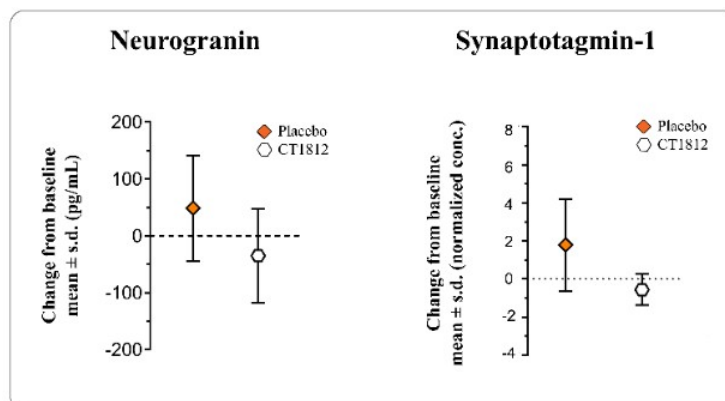 Neurogranin
Change from baseline
mean ± s.d. (pg/mL)
200
100
0
-100
-200
Placebo
CT1812
Synaptotagmin-1
Change from baseline
mean ± s.d. (normalized conc.)
8
6
4
2
0
-2
-4
Placebo
CT1812